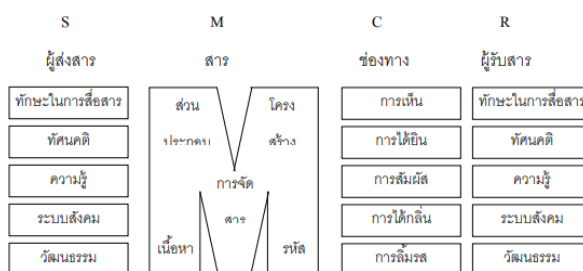 S M C R
ผู้ส่งสาร สาร ช่องทาง ผู้รับสาร
ทักษะในการสื่อสาร ส่วน โครง การเห็น ทักษะในการสื่อสาร
ทัศนคติ ประกอบ สร้าง การได้ยิน ทัศนคติ
ความรู้ การจัด การสัมผัส ความรู้
ระบบสังคม สาร การได้กลิ่น ระบบสังคม
วัฒนธรรม เนื้อหา รหัส การลิ้มรส วัฒนธรรม